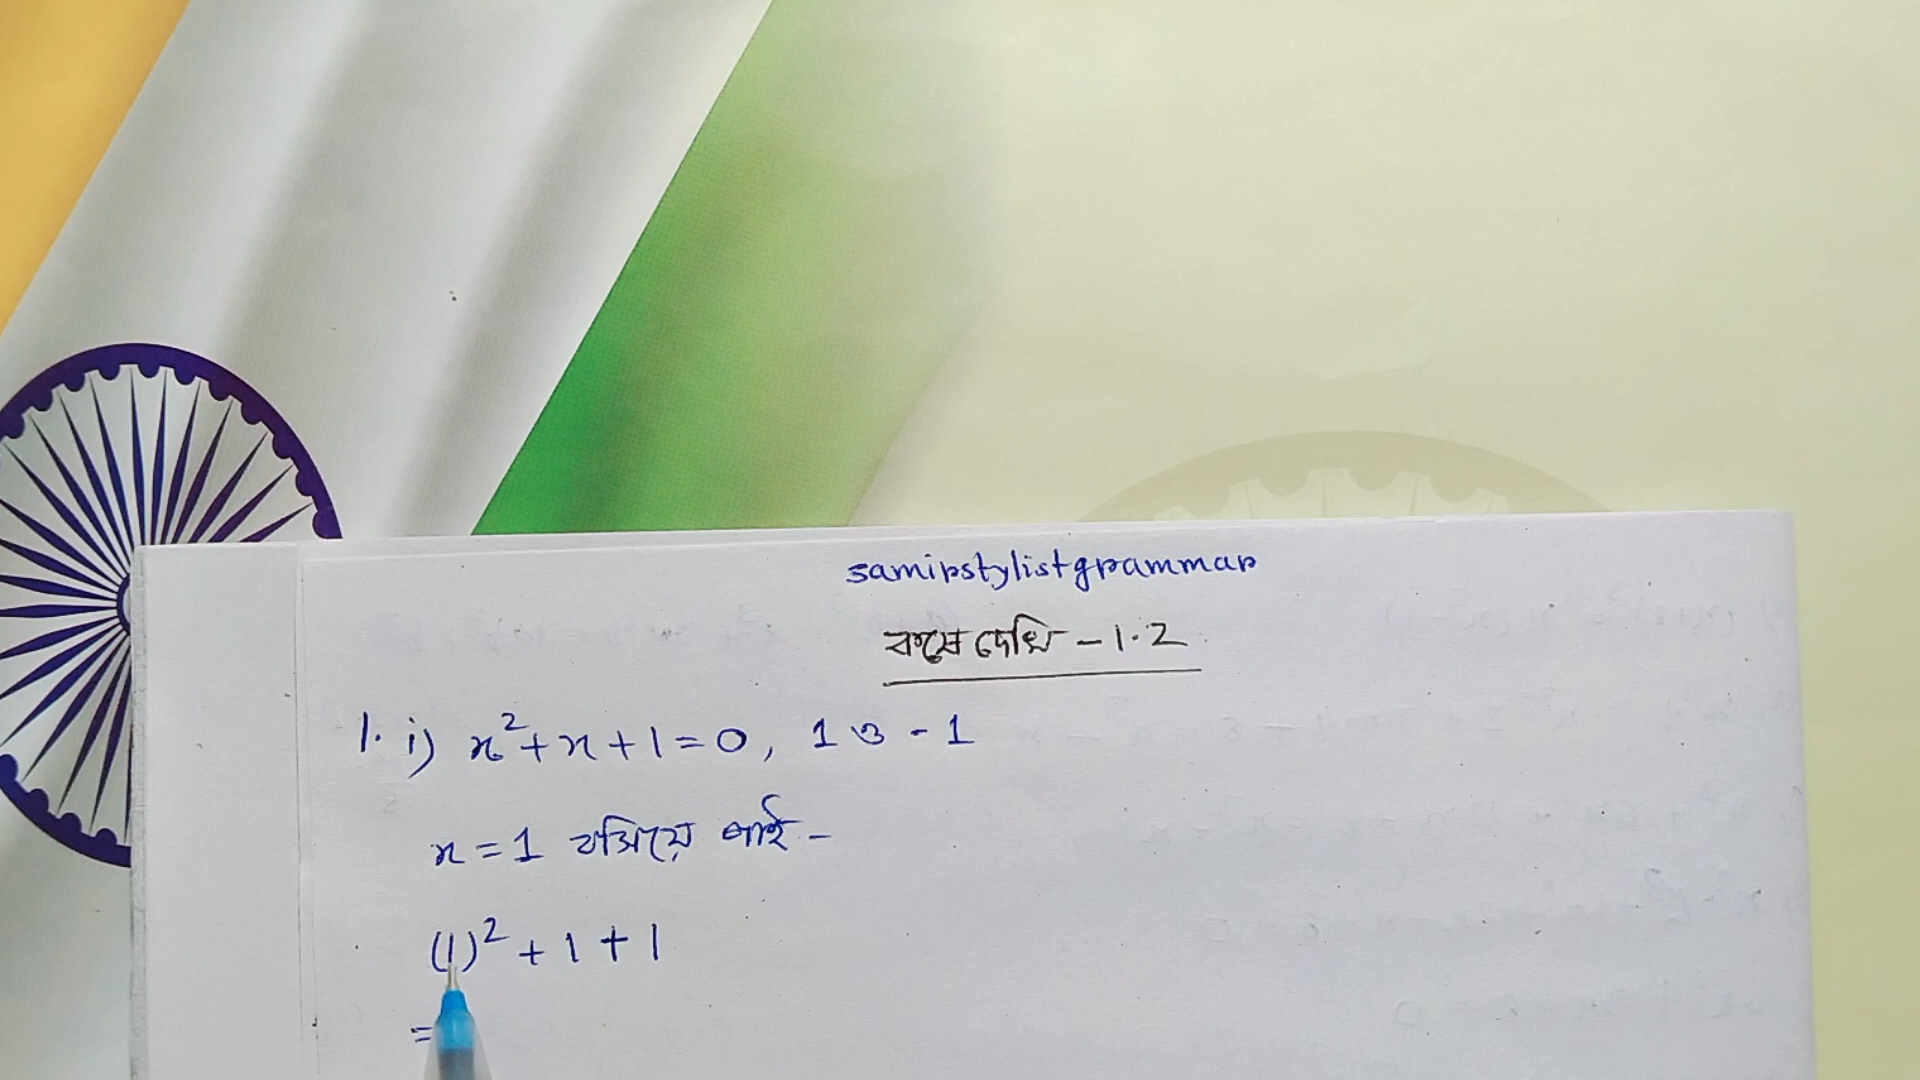 samirstylistgrammar
কষে দেখি - 1.2
1. i) x² + x + 1 = 0, 1 ও - 1
x = 1 বসিয়ে পাই -
(1)² + 1 + 1
=